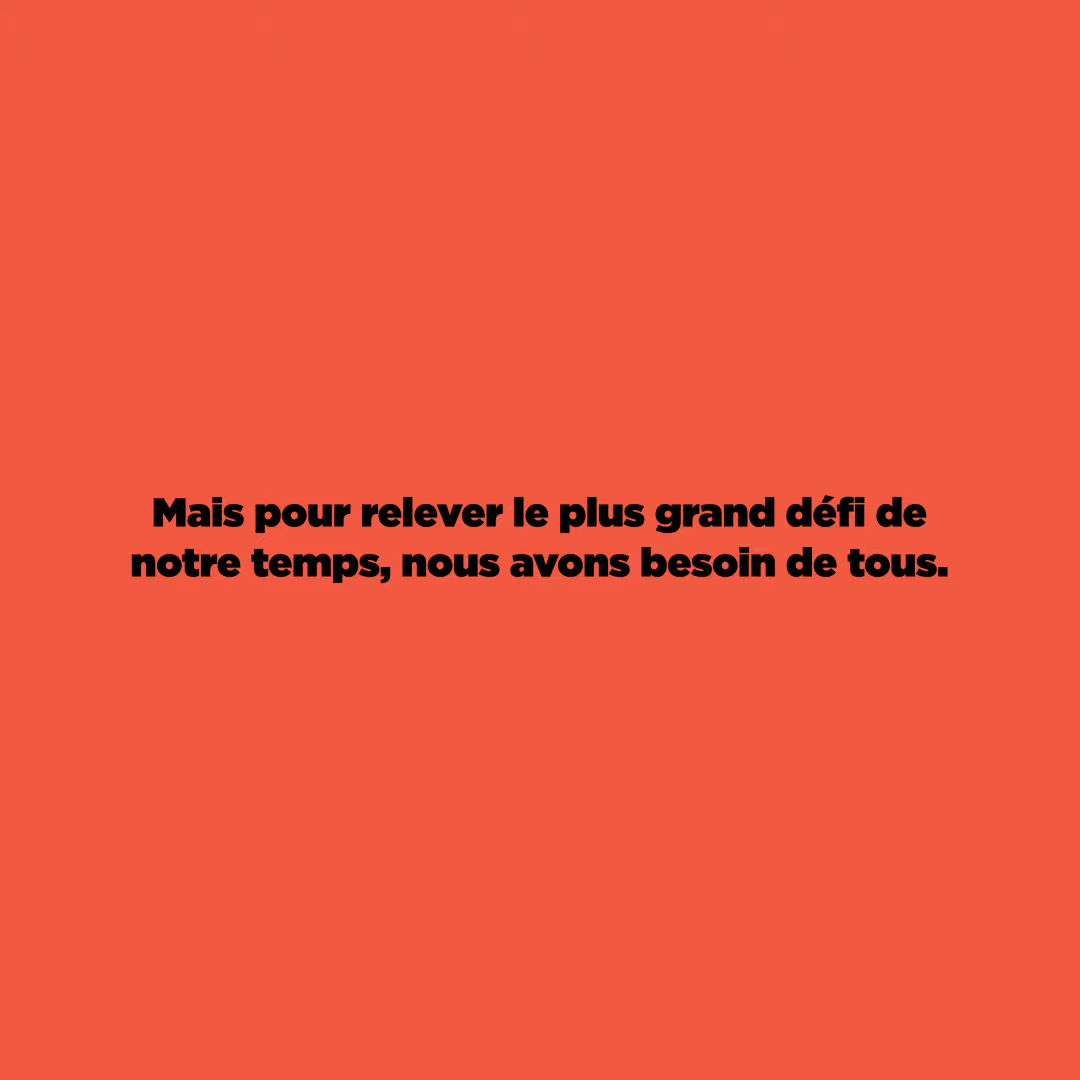 Mais pour relever le plus grand défi de
notre temps, nous avons besoin de tous.